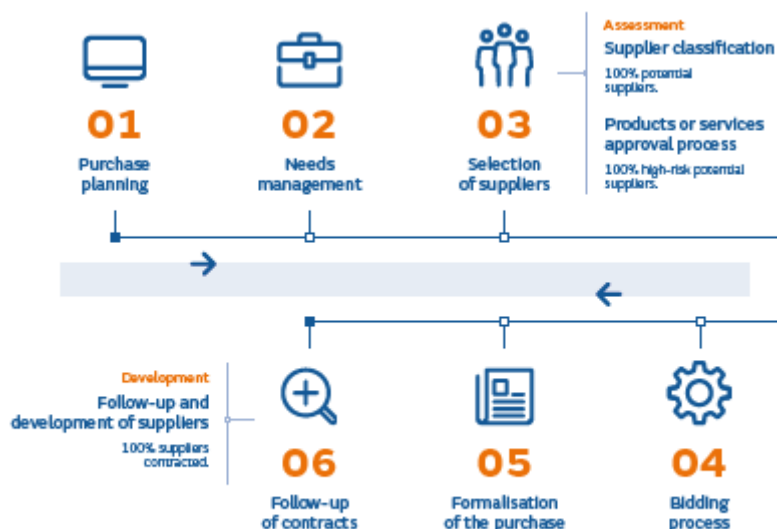 Assessment
Supplier classification
100% potential
suppliers.
Products or services
approval process
100% high-risk potential
suppliers.
01
Purchase
planning
02
Needs
management
03
Selection
of suppliers
Development
Follow-up and
development of suppliers
100% suppliers
contracted.
06
Follow-up
of contracts
05
Formalisation
of the purchase
04
Bidding
process